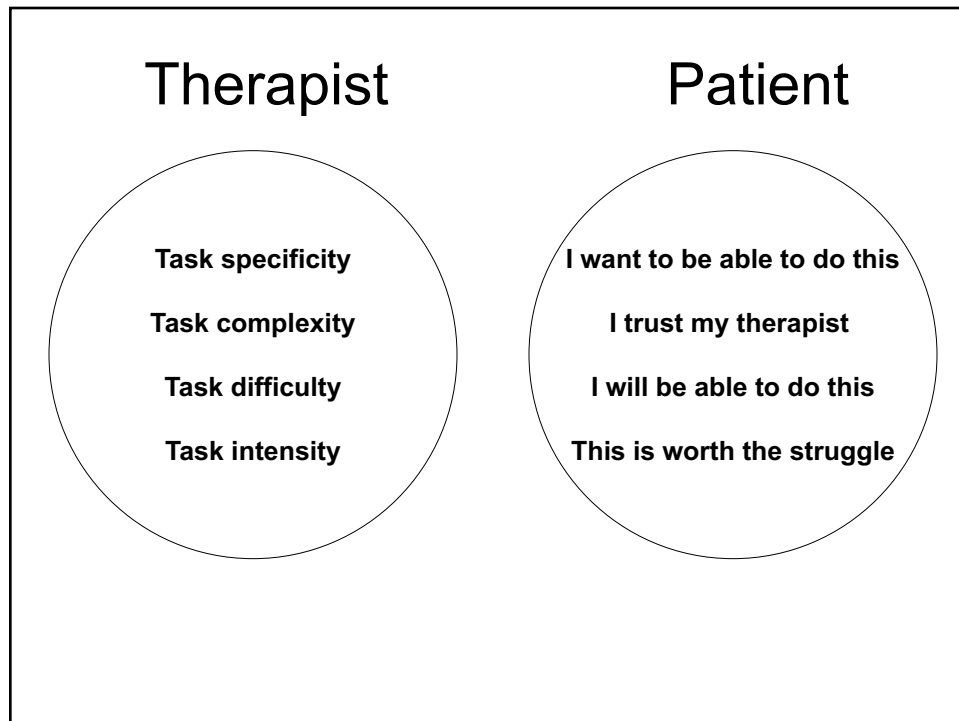 Therapist
Task specificity
Task complexity
Task difficulty
Task intensity
Patient
I want to be able to do this
I trust my therapist
I will be able to do this
This is worth the struggle